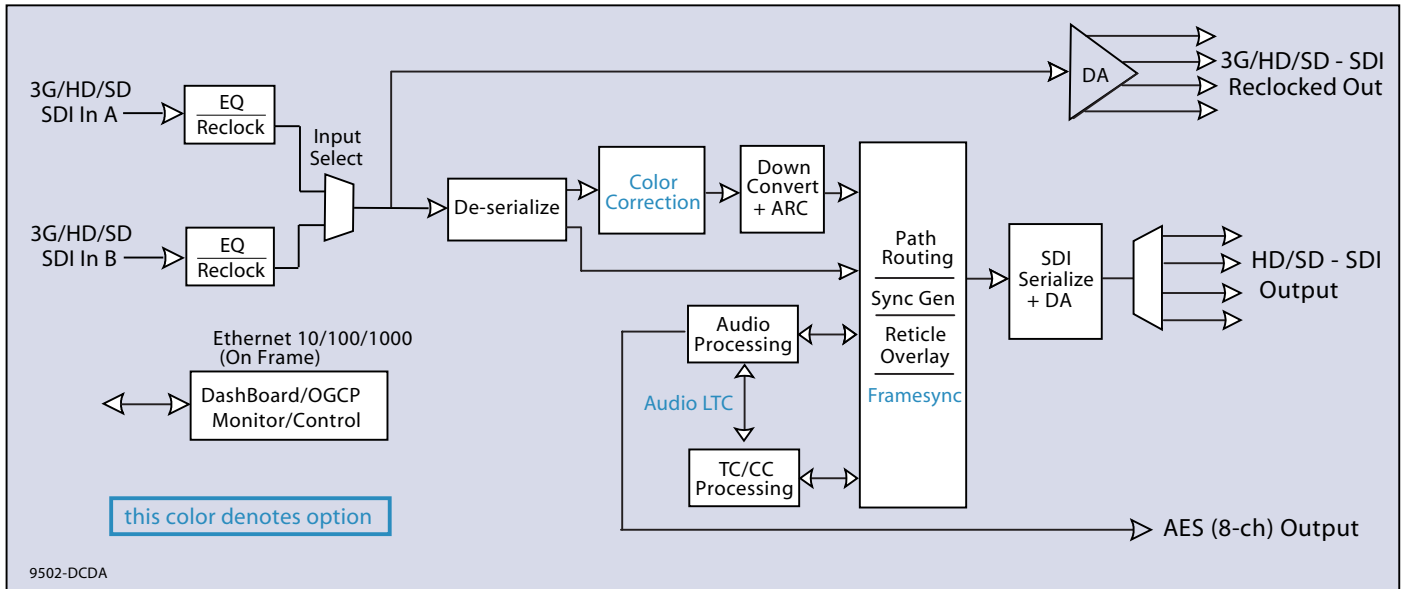 3G/HD/SD
SDI In A
EQ
Reclock
Input
Select
3G/HD/SD
SDI In B
EQ
Reclock
De-serialize
Color
Correction
Down
Convert
+ ARC
DA
3G/HD/SD - SDI
Reclocked Out
Path
Routing
Sync Gen
Reticle
Overlay
Framesync
SDI
Serialize
+ DA
HD/SD - SDI
Output
Audio
Processing
Audio LTC
TC/CC
Processing
AES (8-ch) Output
Ethernet 10/100/1000
(On Frame)
DashBoard/OGCP
Monitor/Control
this color denotes option
9502-DCDA